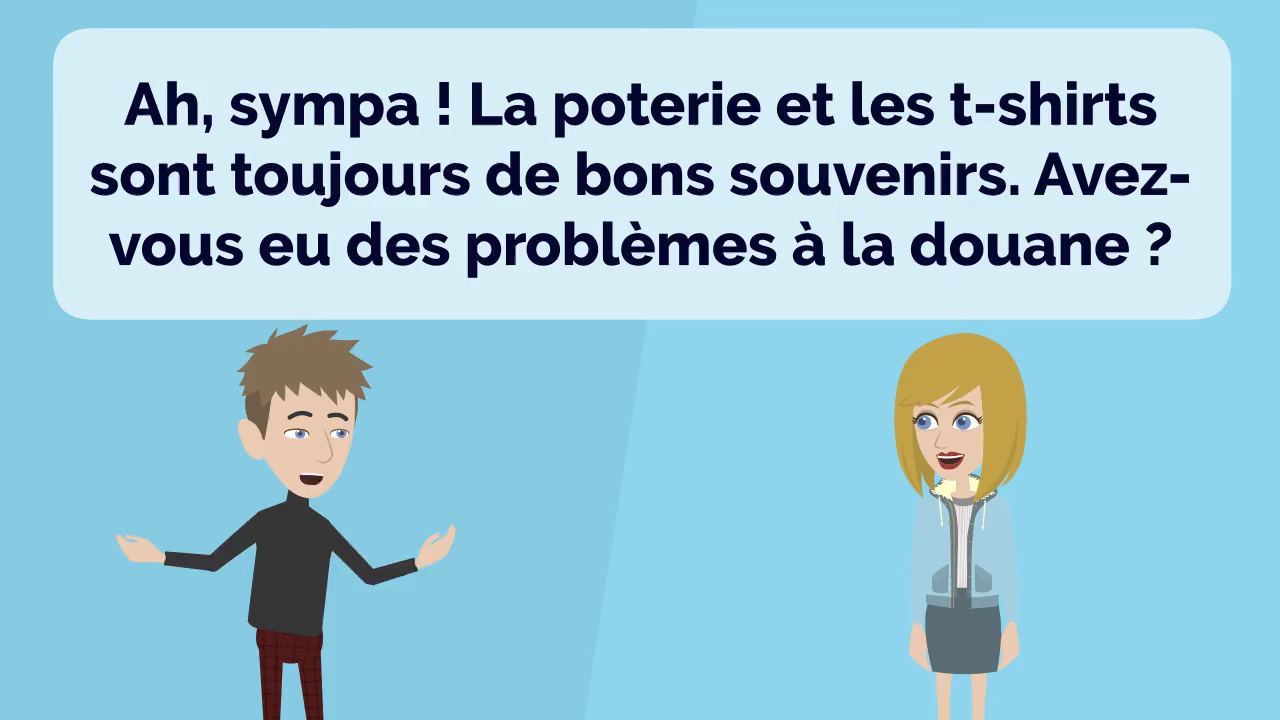 Ah, sympa ! La poterie et les t-shirts
sont toujours de bons souvenirs. Avez-
vous eu des problèmes à la douane ?